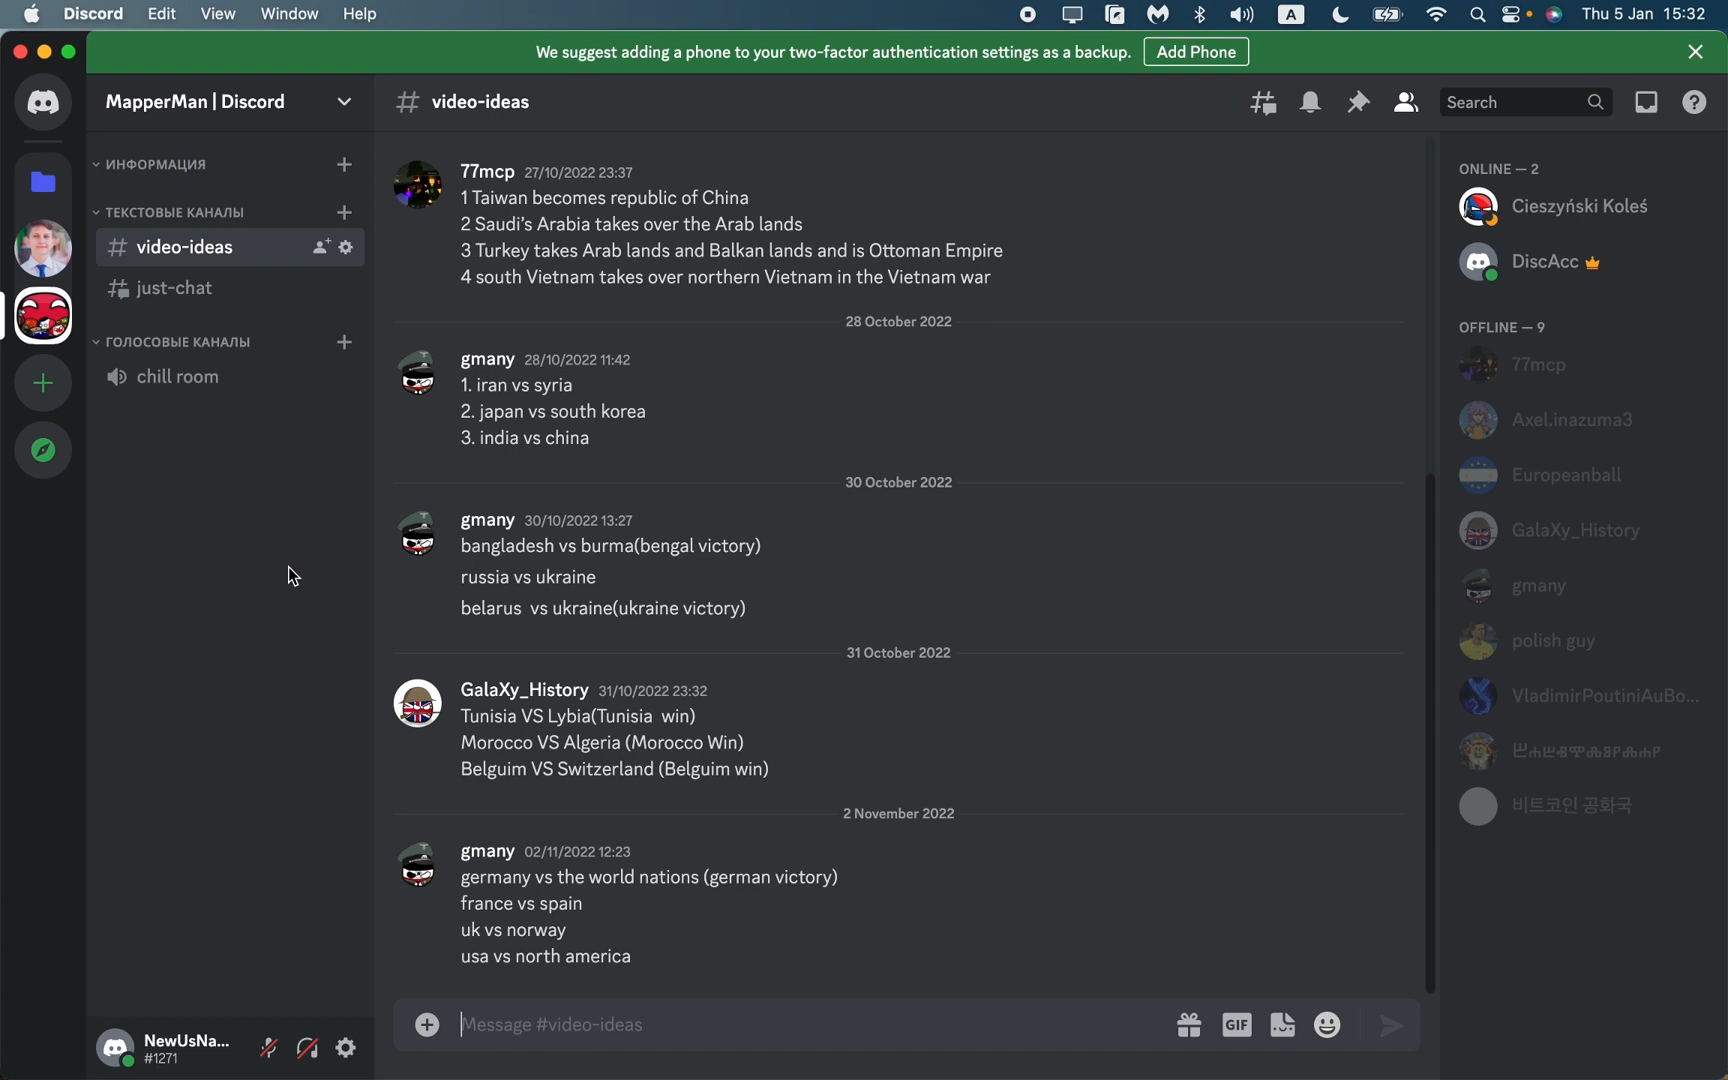 Discord Edit View Window Help
A Thu 5 Jan 15:32
We suggest adding a phone to your two-factor authentication settings as a backup. Add Phone
MapperMan | Discord
video-ideas
Search
ИНФОРМАЦИЯ
ТЕКСТОВЫЕ КАНАЛЫ
video-ideas
just-chat
ГОЛОСОВЫЕ КАНАЛЫ
chill room
77mcp 27/10/2022 23:37
1 Taiwan becomes republic of China
2 Saudi's Arabia takes over the Arab lands
3 Turkey takes Arab lands and Balkan lands and is Ottoman Empire
4 south Vietnam takes over northern Vietnam in the Vietnam war
28 October 2022
gmany 28/10/2022 11:42
1. iran vs syria
2. japan vs south korea
3. india vs china
30 October 2022
gmany 30/10/2022 13:27
bangladesh vs burma(bengal victory)
russia vs ukraine
belarus vs ukraine(ukraine victory)
31 October 2022
GalaXy_History 31/10/2022 23:32
Tunisia VS Lybia(Tunisia win)
Morocco VS Algeria (Morocco Win)
Belguim VS Switzerland (Belguim win)
2 November 2022
gmany 02/11/2022 12:23
germany vs the world nations (german victory)
france vs spain
uk vs norway
usa vs north america
Message #video-ideas
GIF
ONLINE — 2
Cieszyński Koleś
DiscAcc
OFFLINE — 9
77mcp
Axel.inazuma3
Europeanball
GalaXy_History
gmany
polish guy
VladimirPoutiniAuBo...
비트코인 공화국
NewUsNa...
#1271